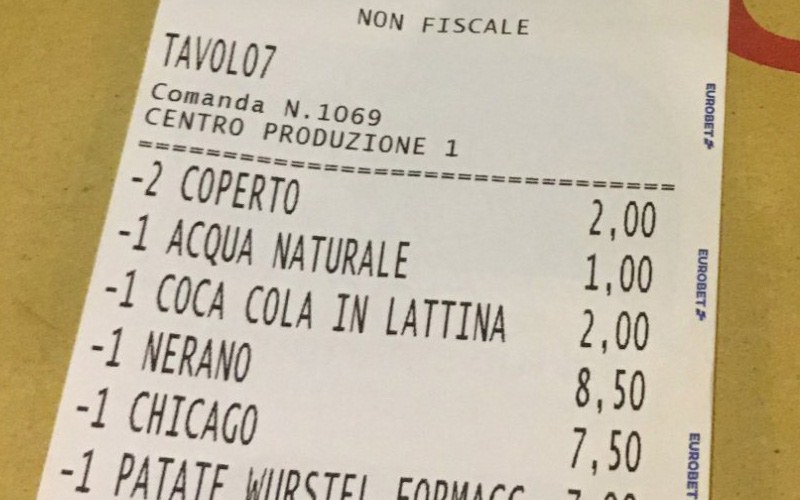 NON FISCALE
TAVOLO7
Comanda N.1069
CENTRO PRODUZIONE 1
================================
-2 COPERTO 2,00
-1 ACQUA NATURALE 1,00
-1 COCA COLA IN LATTINA 2,00
-1 NERANO 8,50
-1 CHICAGO 7,50
-1 PATATE WURSTEL FORMAGG
EUROBET
EUROBET
EUROBET